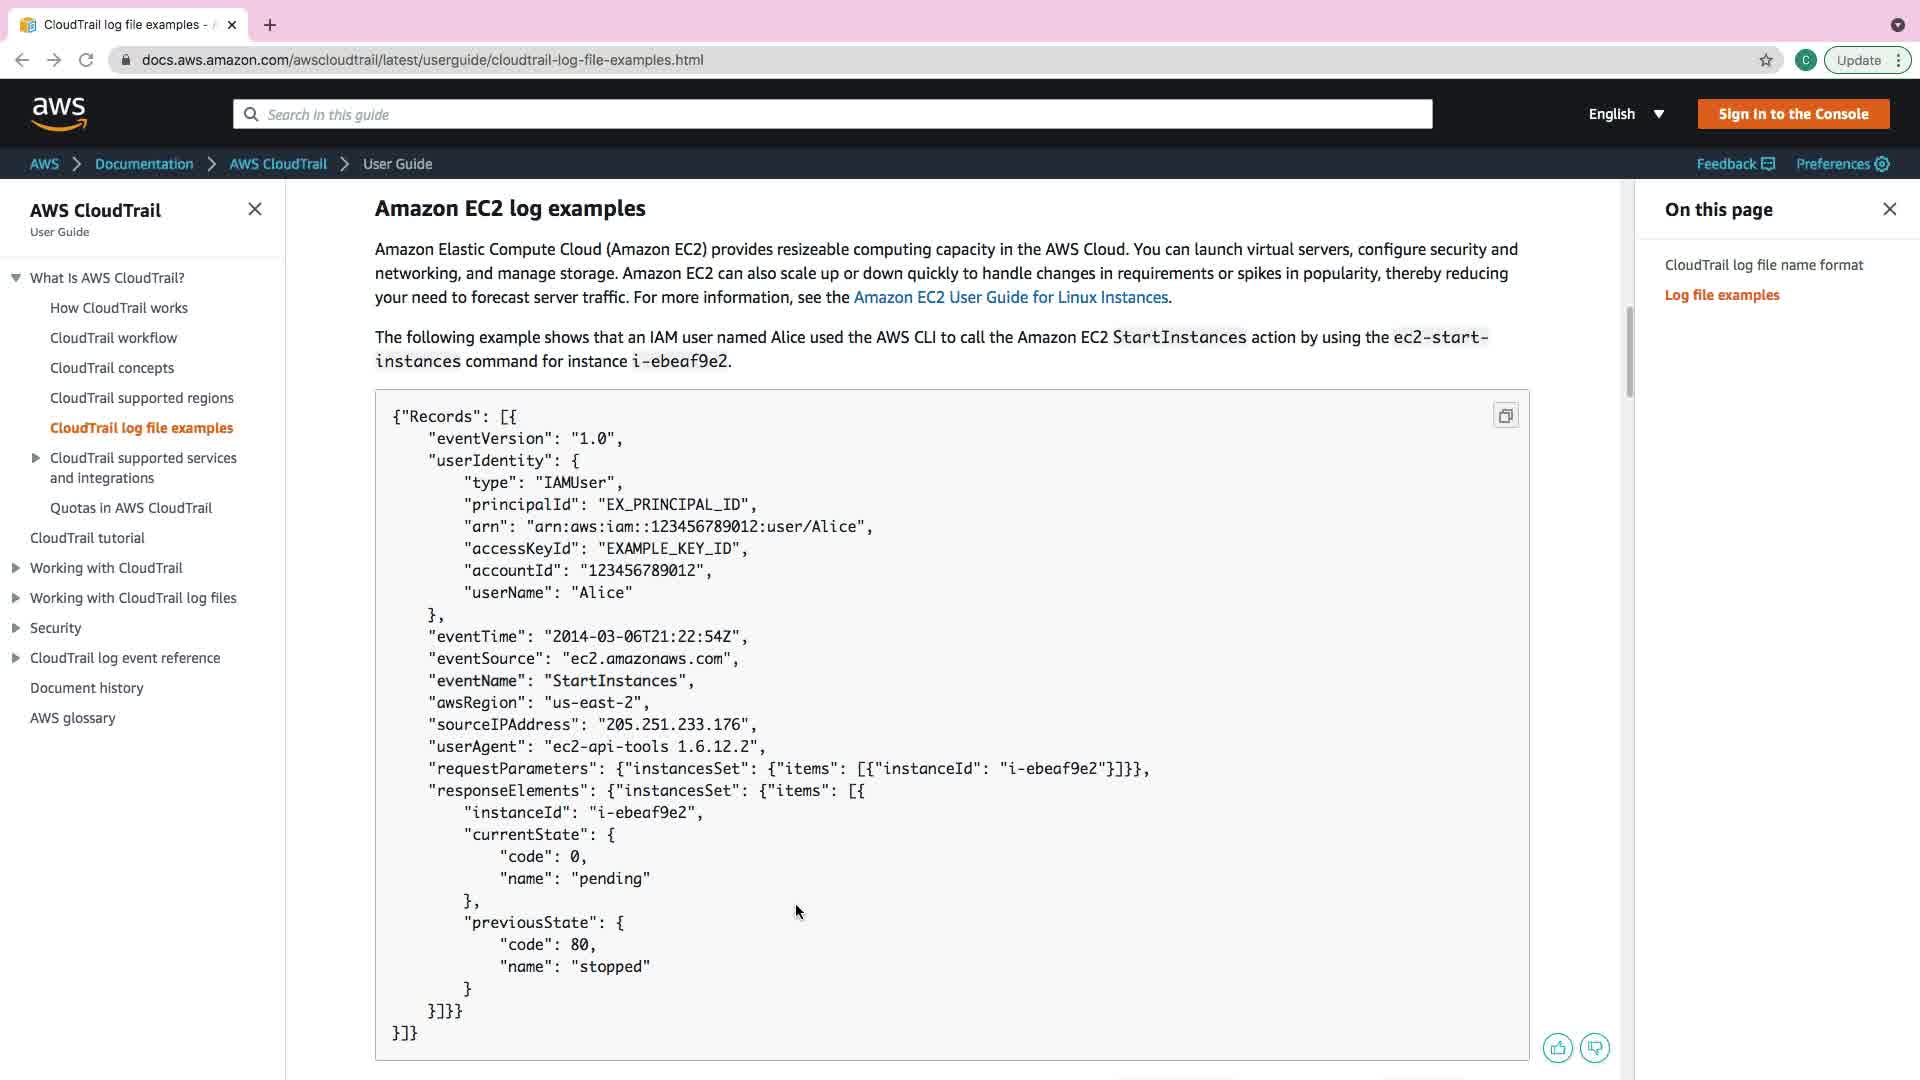 CloudTrail log file examples -
docs.aws.amazon.com/awscloudtrail/latest/userguide/cloudtrail-log-file-examples.html
C
Update
aws
Search in this guide
English
Sign In to the Console
AWS
Documentation
AWS CloudTrail
User Guide
Feedback
Preferences
AWS CloudTrail
User Guide
What Is AWS CloudTrail?
How CloudTrail works
CloudTrail workflow
CloudTrail concepts
CloudTrail supported regions
CloudTrail log file examples
CloudTrail supported services
and integrations
Quotas in AWS CloudTrail
CloudTrail tutorial
Working with CloudTrail
Working with CloudTrail log files
Security
CloudTrail log event reference
Document history
AWS glossary
Amazon EC2 log examples
Amazon Elastic Compute Cloud (Amazon EC2) provides resizeable computing capacity in the AWS Cloud. You can launch virtual servers, configure security and
networking, and manage storage. Amazon EC2 can also scale up or down quickly to handle changes in requirements or spikes in popularity, thereby reducing
your need to forecast server traffic. For more information, see the Amazon EC2 User Guide for Linux Instances.
The following example shows that an IAM user named Alice used the AWS CLI to call the Amazon EC2 StartInstances action by using the ec2-start-
instances command for instance i-ebeaf9e2.
{"Records": [{
    "eventVersion": "1.0",
    "userIdentity": {
        "type": "IAMUser",
        "principalId": "EX_PRINCIPAL_ID",
        "arn": "arn:aws:iam::123456789012:user/Alice",
        "accessKeyId": "EXAMPLE_KEY_ID",
        "accountId": "123456789012",
        "userName": "Alice"
    },
    "eventTime": "2014-03-06T21:22:54Z",
    "eventSource": "ec2.amazonaws.com",
    "eventName": "StartInstances",
    "awsRegion": "us-east-2",
    "sourceIPAddress": "205.251.233.176",
    "userAgent": "ec2-api-tools 1.6.12.2",
    "requestParameters": {"instancesSet": {"items": [{"instanceId": "i-ebeaf9e2"}]}},
    "responseElements": {"instancesSet": {"items": [{
        "instanceId": "i-ebeaf9e2",
        "currentState": {
            "code": 0,
            "name": "pending"
        },
        "previousState": {
            "code": 80,
            "name": "stopped"
        }
    }]}}
}]}
On this page
CloudTrail log file name format
Log file examples